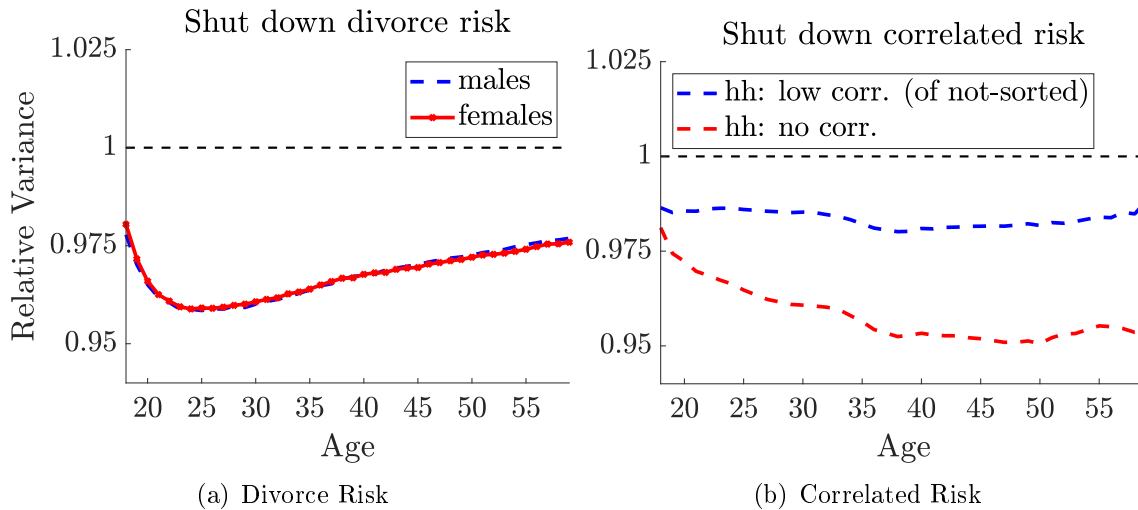 Shut down divorce risk
1.025
1
0.975
0.95
Relative Variance
males
females
20 25 30 35 40 45 50 55
Age
(a) Divorce Risk
Shut down correlated risk
1.025
1
0.975
0.95
hh: low corr. (of not-sorted)
hh: no corr.
20 25 30 35 40 45 50 55
Age
(b) Correlated Risk